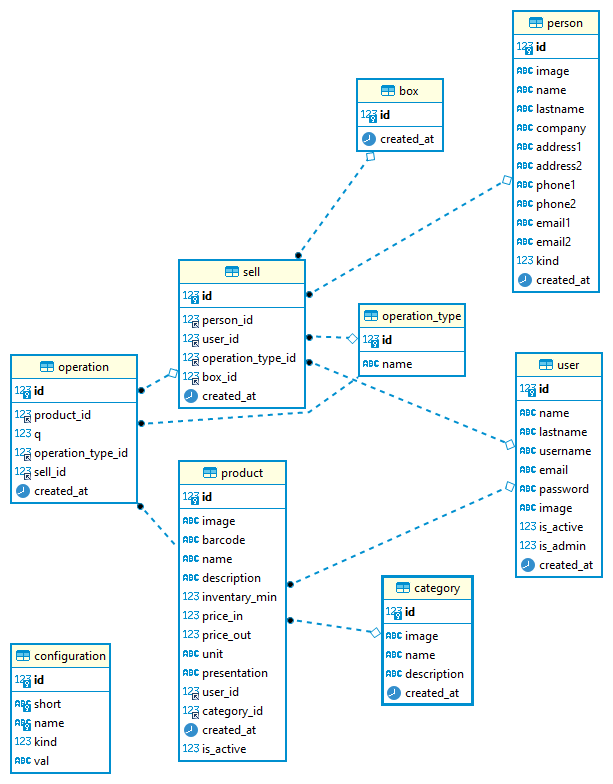 person
id
image
name
lastname
company
address1
address2
phone1
phone2
email1
email2
kind
created_at
box
id
created_at
sell
id
person_id
user_id
operation_type_id
box_id
created_at
operation_type
id
name
operation
id
product_id
q
operation_type_id
sell_id
created_at
user
id
name
lastname
username
email
password
image
is_active
is_admin
created_at
product
id
image
barcode
name
description
inventory_min
price_in
price_out
unit
presentation
user_id
category_id
created_at
is_active
category
id
image
name
description
created_at
configuration
id
short
name
kind
val